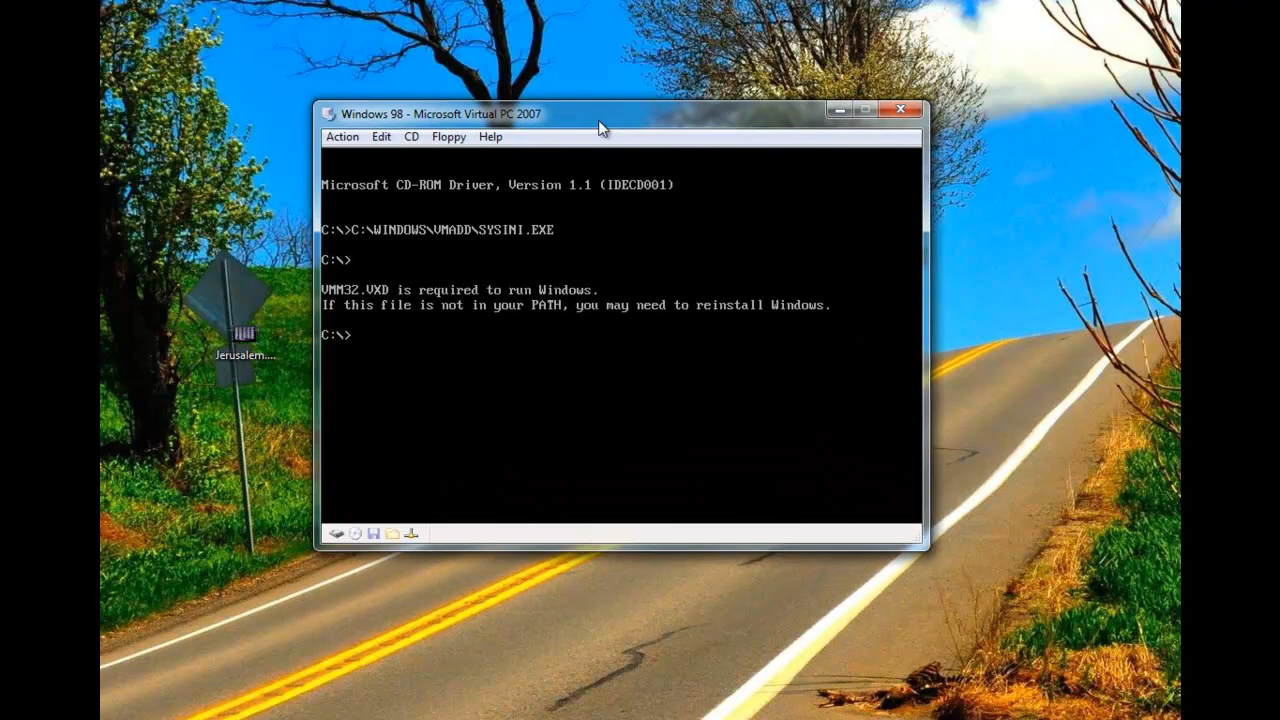 Windows 98 - Microsoft Virtual PC 2007
Action Edit CD Floppy Help
Microsoft CD-ROM Driver, Version 1.1 (IDECD001)
C:\>C:\WINDOWS\VMADD\SYSINI.EXE
C:\>
VMM32.VXD is required to run Windows.
If this file is not in your PATH, you may need to reinstall Windows.
C:\>
Jerusalem....